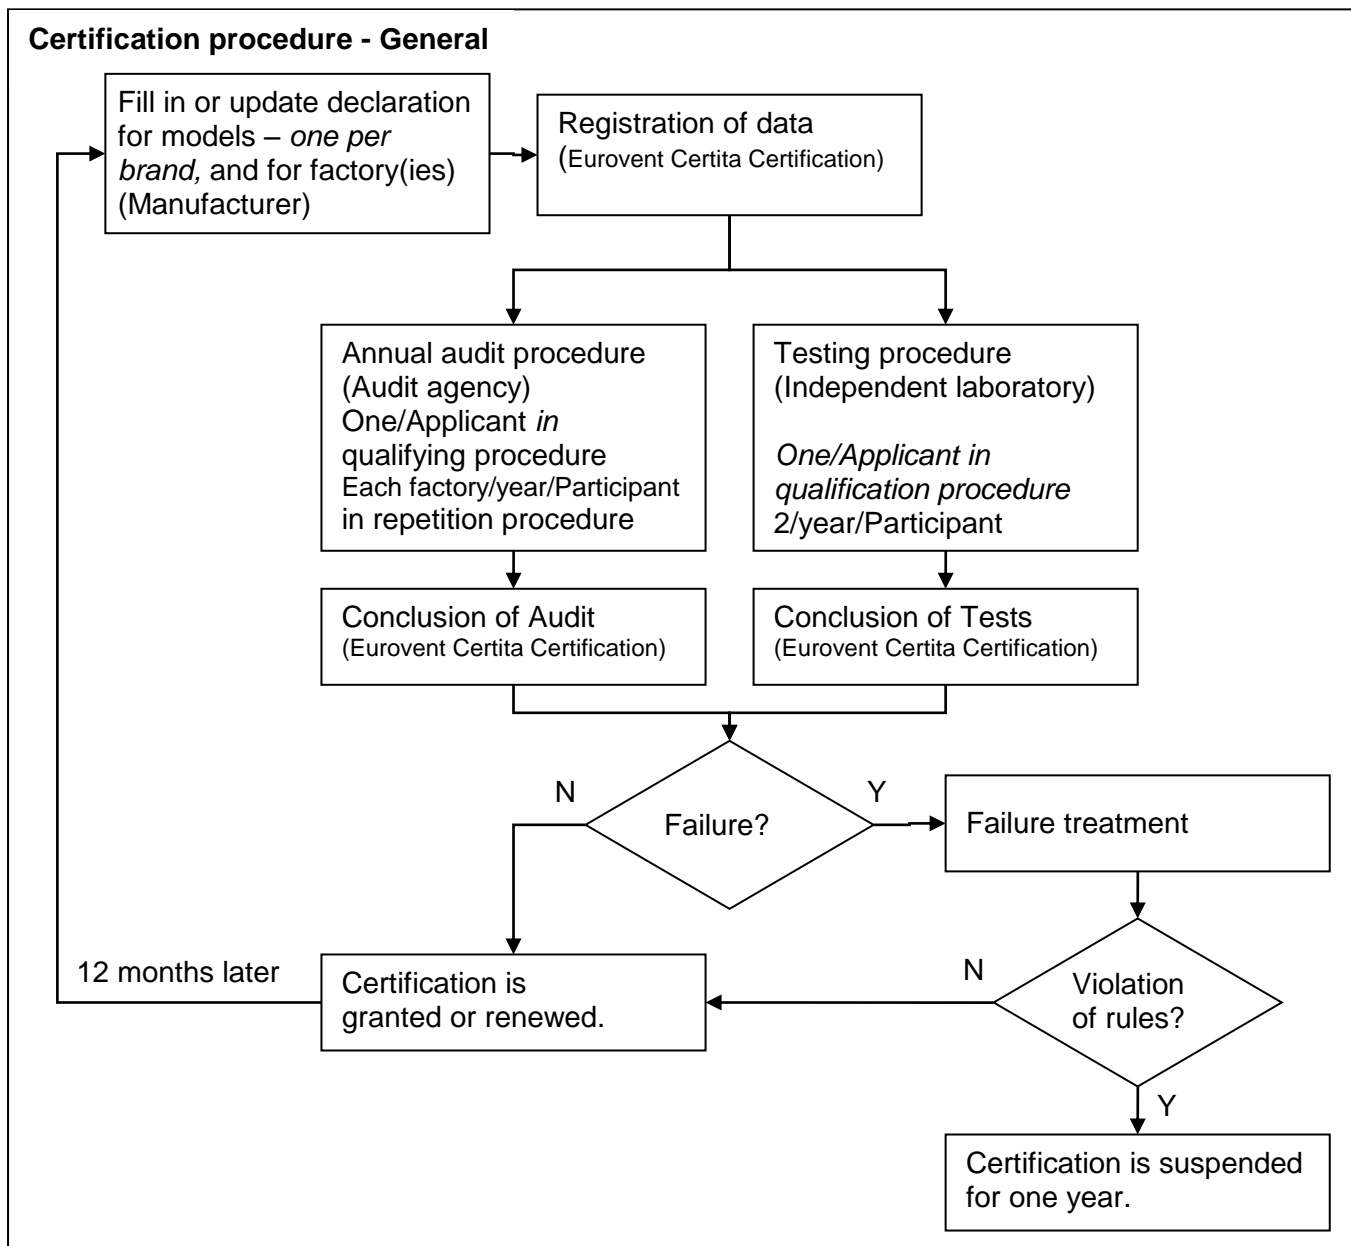 Certification procedure - General
Fill in or update declaration
for models – one per
brand, and for factory(ies)
(Manufacturer)
Registration of data
(Eurovent Certita Certification)
Annual audit procedure
(Audit agency)
One/Applicant in
qualifying procedure
Each factory/year/Participant
in repetition procedure
Testing procedure
(Independent laboratory)
One/Applicant in
qualification procedure
2/year/Participant
Conclusion of Audit
(Eurovent Certita Certification)
Conclusion of Tests
(Eurovent Certita Certification)
N
Y
Failure?
Failure treatment
12 months later
Certification is
granted or renewed.
N
Violation
of rules?
Y
Certification is suspended
for one year.